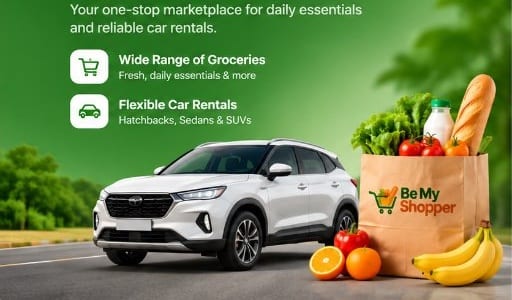 Your one-stop marketplace for daily essentials
and reliable car rentals.
Wide Range of Groceries
Fresh, daily essentials & more
Flexible Car Rentals
Hatchbacks, Sedans & SUVs
Be My
Shopper